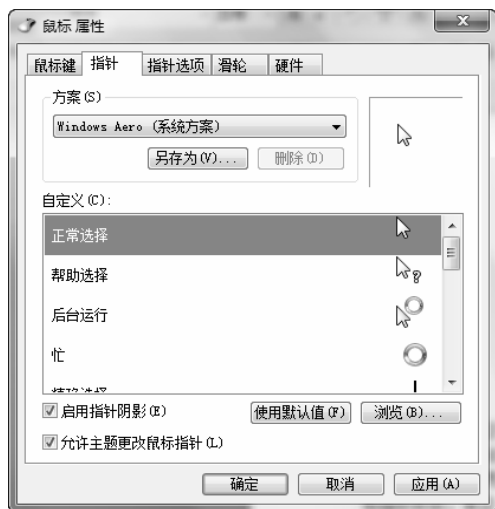 鼠标 属性
鼠标键 指针 指针选项 滑轮 硬件
方案(S)
Windows Aero (系统方案)
另存为(V)... 删除(D)
自定义(C):
正常选择
帮助选择
后台运行
忙
启用指针阴影(E) 使用默认值(F) 浏览(B)...
允许主题更改鼠标指针(L)
确定 取消 应用(A)